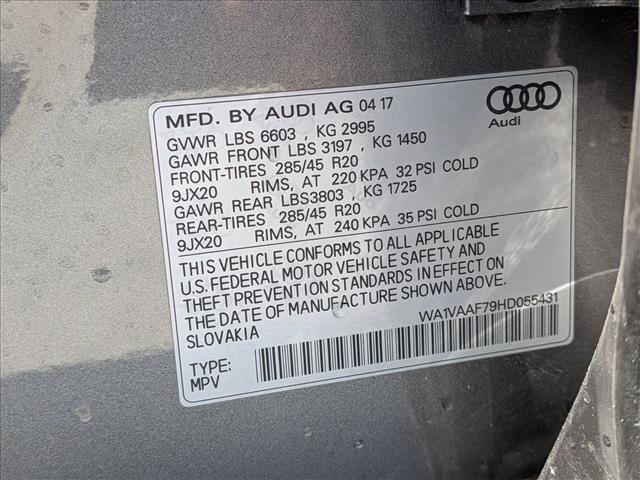 MFD. BY AUDI AG 04 17
GVWR LBS 6603 , KG 2995
GAWR FRONT LBS 3197 , KG 1450
FRONT-TIRES 285/45 R20
9JX20 RIMS, AT 220 KPA 32 PSI COLD
GAWR REAR LBS3803 , KG 1725
REAR-TIRES 285/45 R20
9JX20 RIMS, AT 240 KPA 35 PSI COLD
THIS VEHICLE CONFORMS TO ALL APPLICABLE
U.S. FEDERAL MOTOR VEHICLE SAFETY AND
THEFT PREVENTION STANDARDS IN EFFECT ON
THE DATE OF MANUFACTURE SHOWN ABOVE.
SLOVAKIA
WA1VAAF79HD055431
TYPE:
MPV
Audi